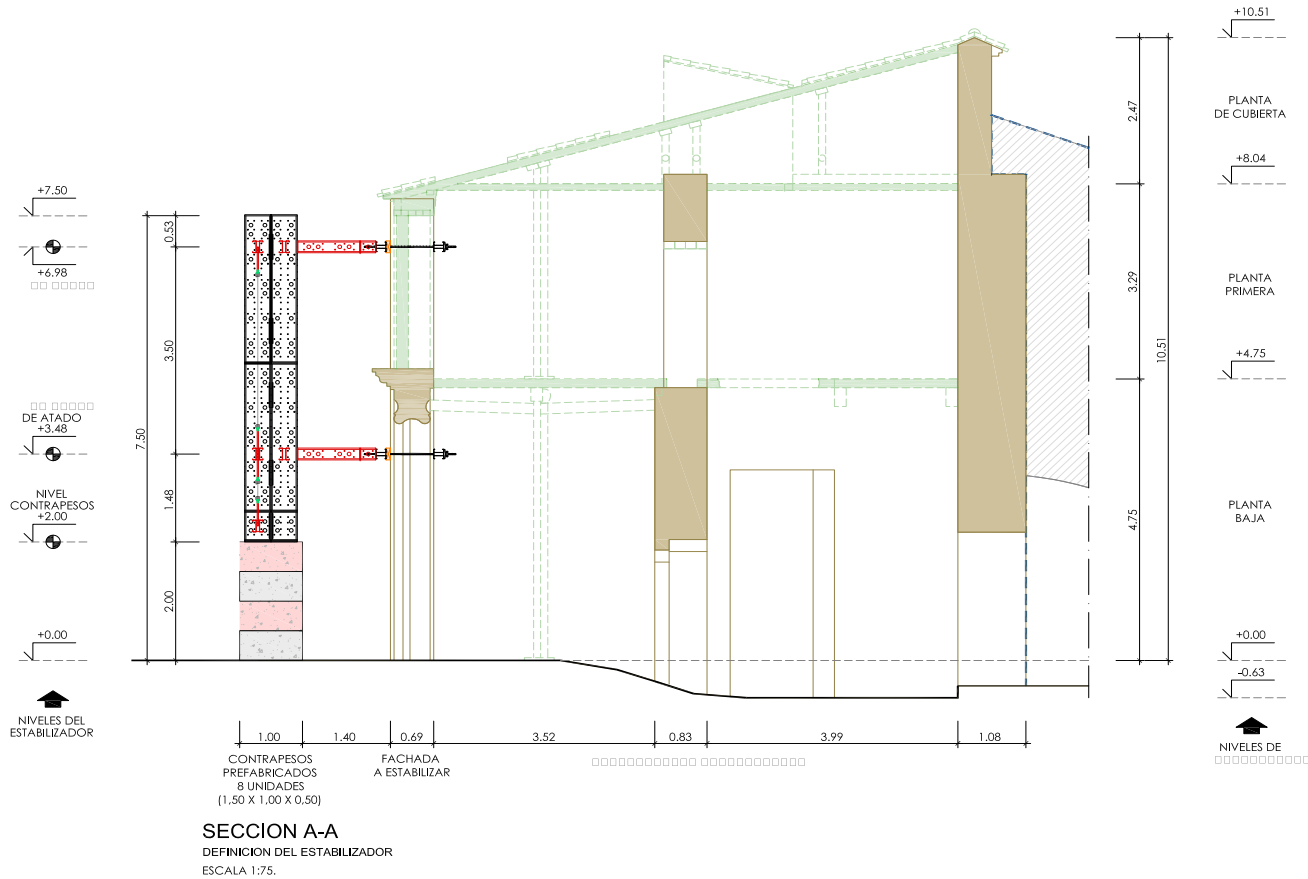 +10.51
PLANTA
DE CUBIERTA
2.47
+8.04
+7.50
0.53
+6.98
3.29
PLANTA
PRIMERA
3.50
10.51
+4.75
DE ATADO
+3.48
7.50
NIVEL
CONTRAPESOS
+2.00
1.48
4.75
PLANTA
BAJA
2.00
+0.00
+0.00
-0.63
NIVELES DEL
ESTABILIZADOR
1.00
1.40
0.69
3.52
0.83
3.99
1.08
NIVELES DE
CONTRAPESOS
PREFABRICADOS
8 UNIDADES
(1,50 X 1,00 X 0,50)
FACHADA
A ESTABILIZAR
SECCION A-A
DEFINICION DEL ESTABILIZADOR
ESCALA 1:75.